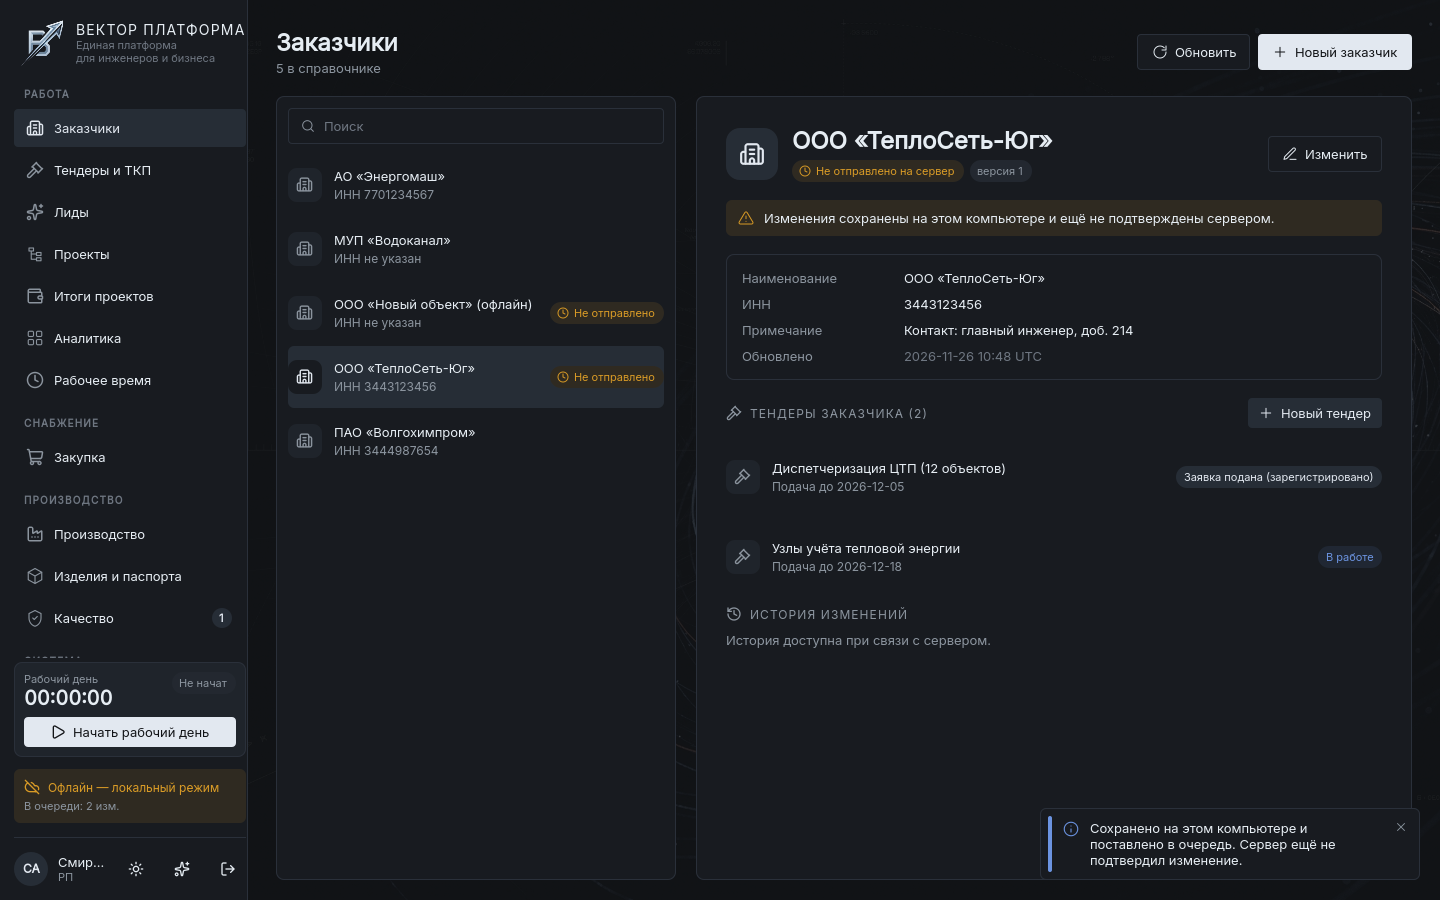 ВЕКТОР ПЛАТФОРМА
Единая платформа
для инженеров и бизнеса
РАБОТА
Заказчики
Тендеры и ТКП
Лиды
Проекты
Итоги проектов
Аналитика
Рабочее время
СНАБЖЕНИЕ
Закупка
ПРОИЗВОДСТВО
Производство
Изделия и паспорта
Качество 1
Рабочий день
Не начат
00:00:00
Начать рабочий день
Офлайн — локальный режим
В очереди: 2 изм.
СА
Смир...
РП
Заказчики
5 в справочнике
Обновить
Новый заказчик
Поиск
АО «Энергомаш»
ИНН 7701234567
МУП «Водоканал»
ИНН не указан
ООО «Новый объект» (офлайн)
ИНН не указан
Не отправлено
ООО «ТеплоСеть-Юг»
ИНН 3443123456
Не отправлено
ПАО «Волгохимпром»
ИНН 3444987654
ООО «ТеплоСеть-Юг»
Не отправлено на сервер
версия 1
Изменить
Изменения сохранены на этом компьютере и ещё не подтверждены сервером.
Наименование ООО «ТеплоСеть-Юг»
ИНН 3443123456
Примечание Контакт: главный инженер, доб. 214
Обновлено 2026-11-26 10:48 UTC
ТЕНДЕРЫ ЗАКАЗЧИКА (2)
Новый тендер
Диспетчеризация ЦТП (12 объектов)
Подача до 2026-12-05
Заявка подана (зарегистрировано)
Узлы учёта тепловой энергии
Подача до 2026-12-18
В работе
ИСТОРИЯ ИЗМЕНЕНИЙ
История доступна при связи с сервером.
Сохранено на этом компьютере и
поставлено в очередь. Сервер ещё не
подтвердил изменение.